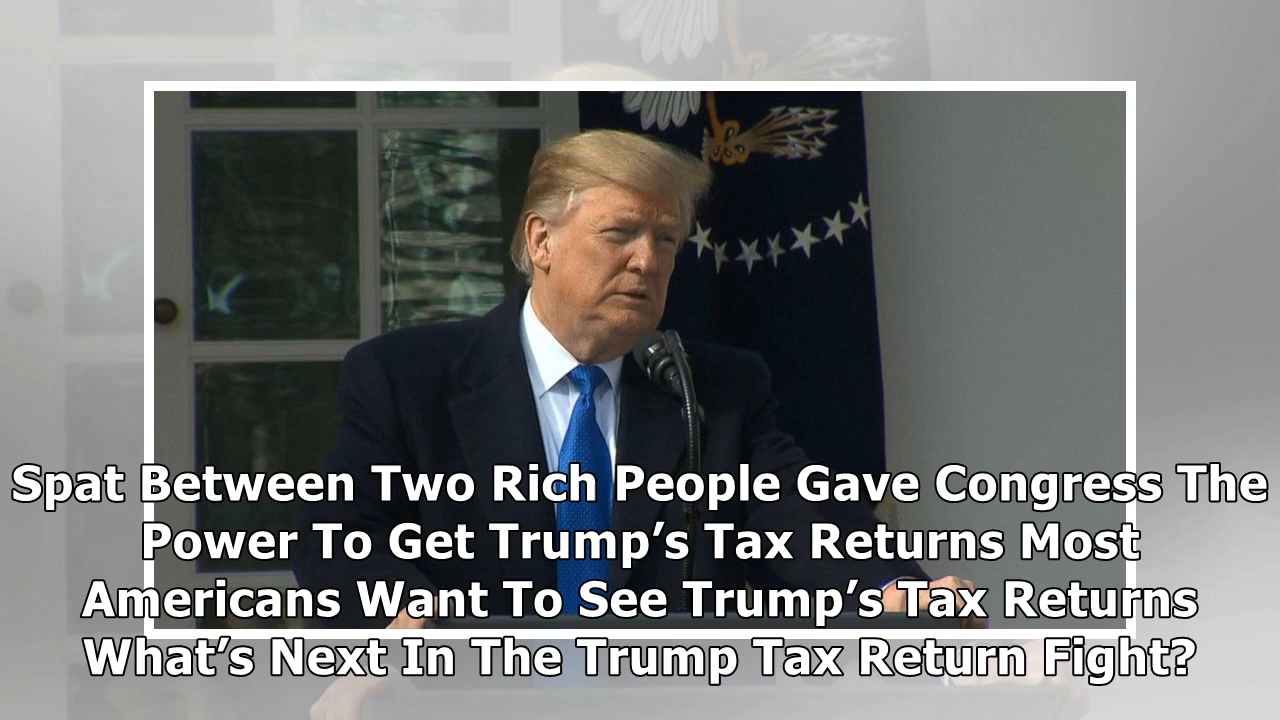 Spat Between Two Rich People Gave Congress The
Power To Get Trump’s Tax Returns Most
Americans Want To See Trump’s Tax Returns
What’s Next In The Trump Tax Return Fight?